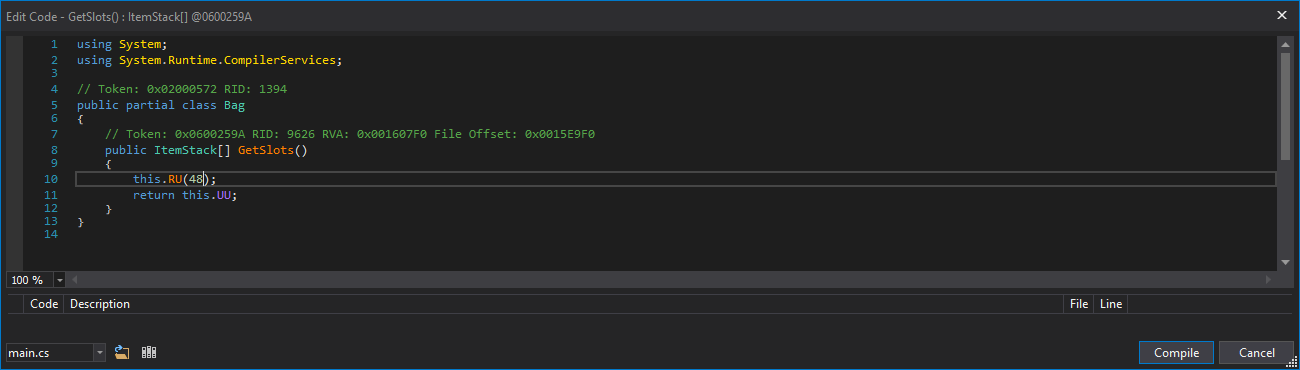 Edit Code - GetSlots() : ItemStack[] @0600259A
1 using System;
2 using System.Runtime.CompilerServices;
3
4 // Token: 0x02000572 RID: 1394
5 public partial class Bag
6 {
7 // Token: 0x0600259A RID: 9626 RVA: 0x001607F0 File Offset: 0x0015E9F0
8 public ItemStack[] GetSlots()
9 {
10 this.RU(48);
11 return this.UU;
12 }
13 }
14
100 %
Code Description File Line
main.cs
Compile Cancel